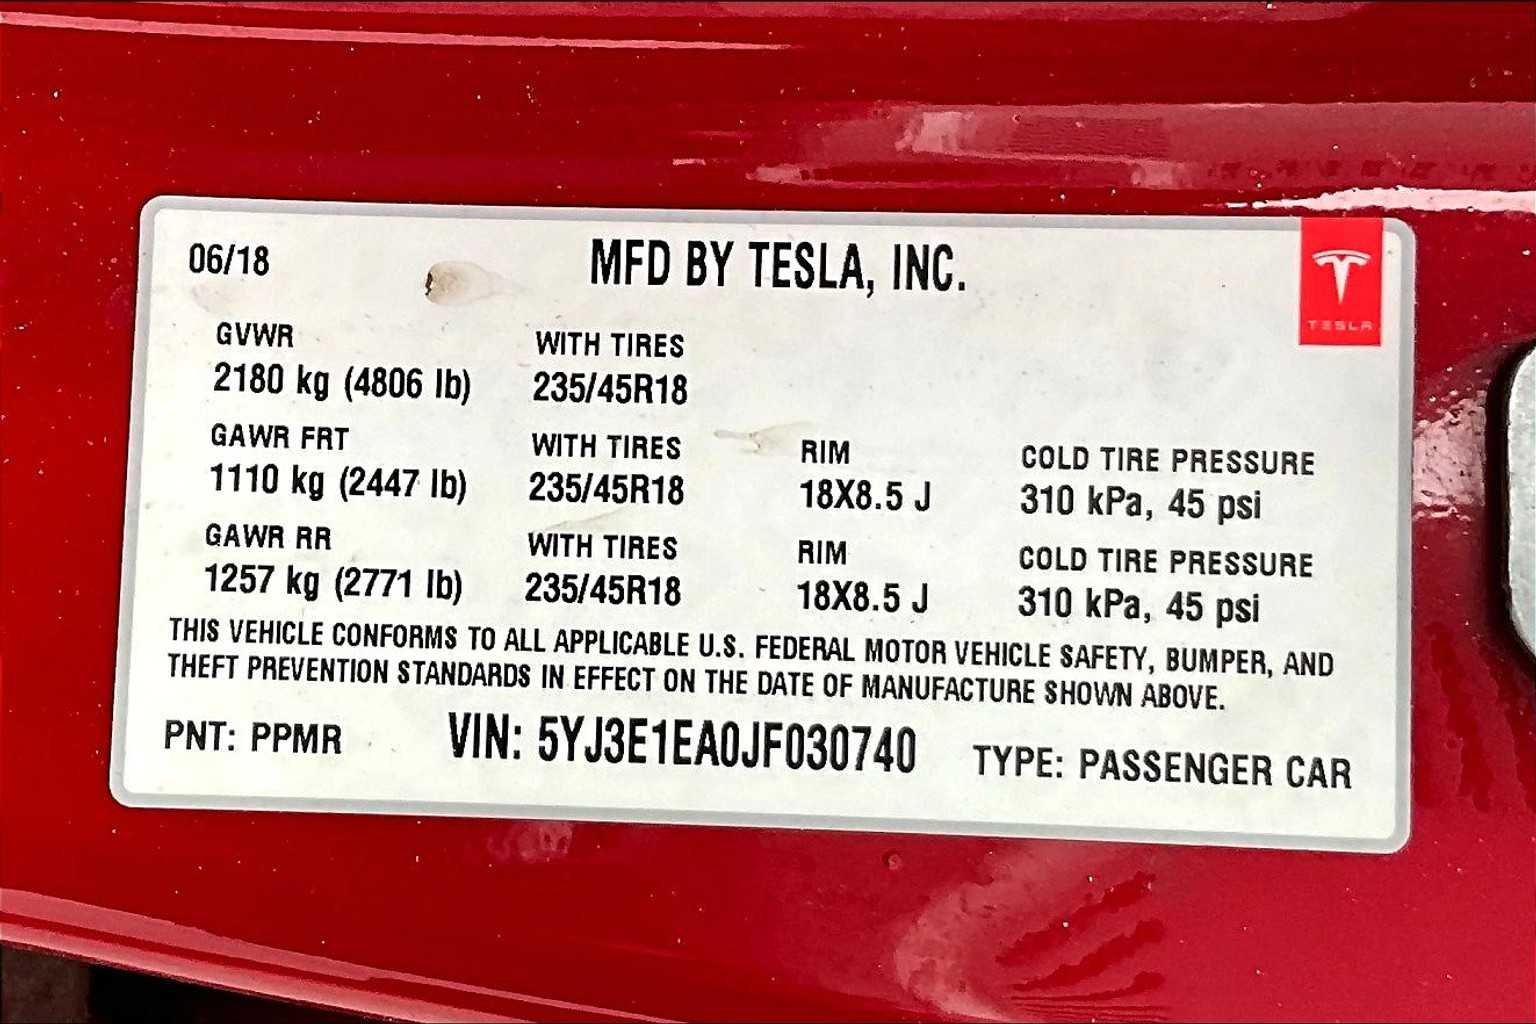 06/18 MFD BY TESLA, INC.
TESLA
GVWR WITH TIRES
2180 kg (4806 lb) 235/45R18
GAWR FRT WITH TIRES RIM COLD TIRE PRESSURE
1110 kg (2447 lb) 235/45R18 18X8.5 J 310 kPa, 45 psi
GAWR RR WITH TIRES RIM COLD TIRE PRESSURE
1257 kg (2771 lb) 235/45R18 18X8.5 J 310 kPa, 45 psi
THIS VEHICLE CONFORMS TO ALL APPLICABLE U.S. FEDERAL MOTOR VEHICLE SAFETY, BUMPER, AND
THEFT PREVENTION STANDARDS IN EFFECT ON THE DATE OF MANUFACTURE SHOWN ABOVE.
PNT: PPMR VIN: 5YJ3E1EA0JF030740 TYPE: PASSENGER CAR